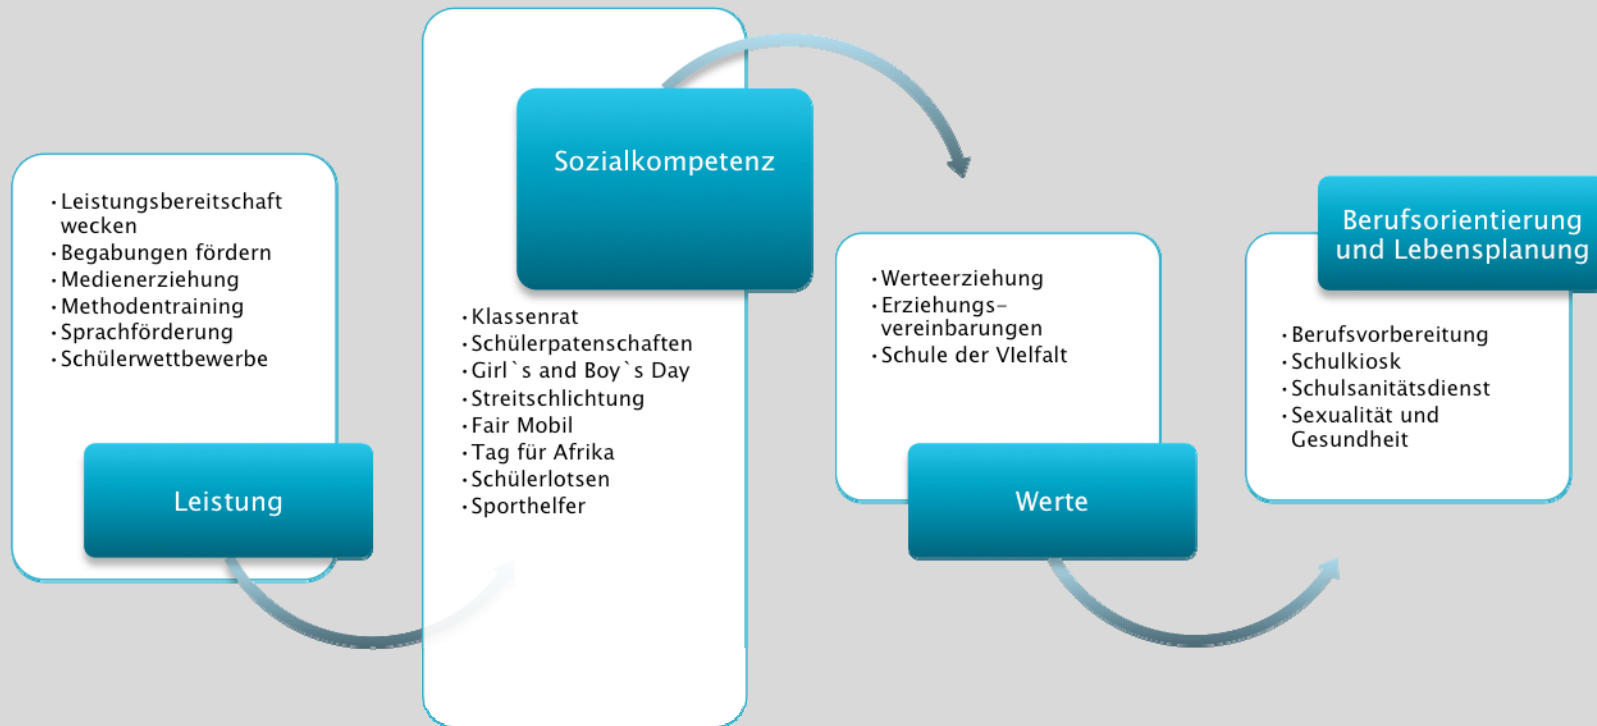 · Leistungsbereitschaft
wecken
· Begabungen fördern
· Medienerziehung
· Methodentraining
· Sprachförderung
· Schülerwettbewerbe
Leistung
Sozialkompetenz
· Klassenrat
· Schülerpatenschaften
· Girl`s and Boy`s Day
· Streitschlichtung
· Fair Mobil
· Tag für Afrika
· Schülerlotsen
· Sporthelfer
· Werteerziehung
· Erziehungs-
vereinbarungen
· Schule der VIelfalt
Werte
Berufsorientierung
und Lebensplanung
· Berufsvorbereitung
· Schulkiosk
· Schulsanitätsdienst
· Sexualität und
Gesundheit